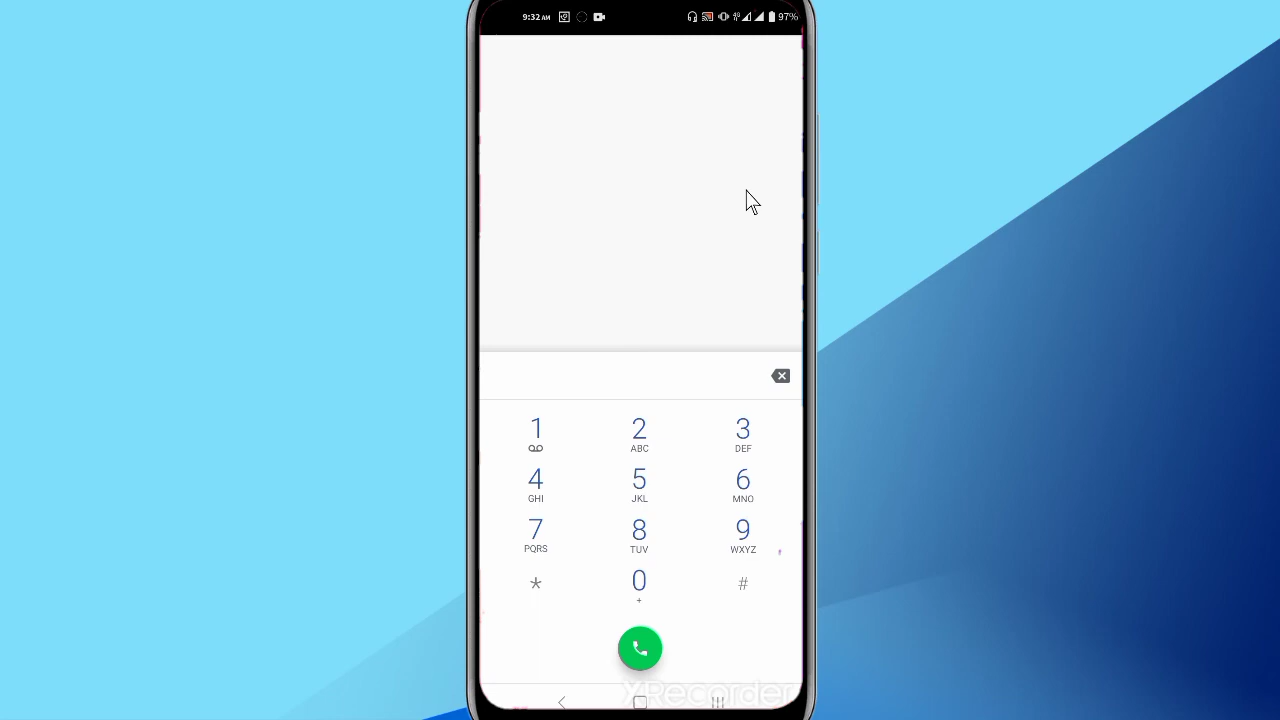 9:32 AM 4G 97%
1 2 3
ABC DEF
4 5 6
GHI JKL MNO
7 8 9
PQRS TUV WXYZ
* 0 #
+
XRecorder